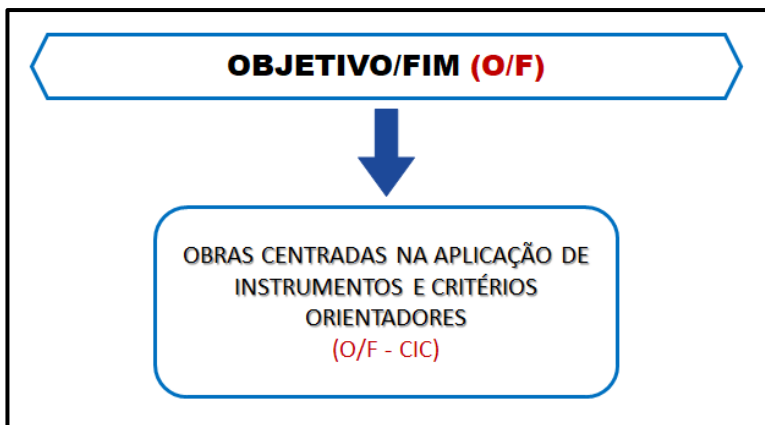 OBJETIVO/FIM (O/F)
OBRAS CENTRADAS NA APLICAÇÃO DE
INSTRUMENTOS E CRITÉRIOS
ORIENTADORES
(O/F - CIC)